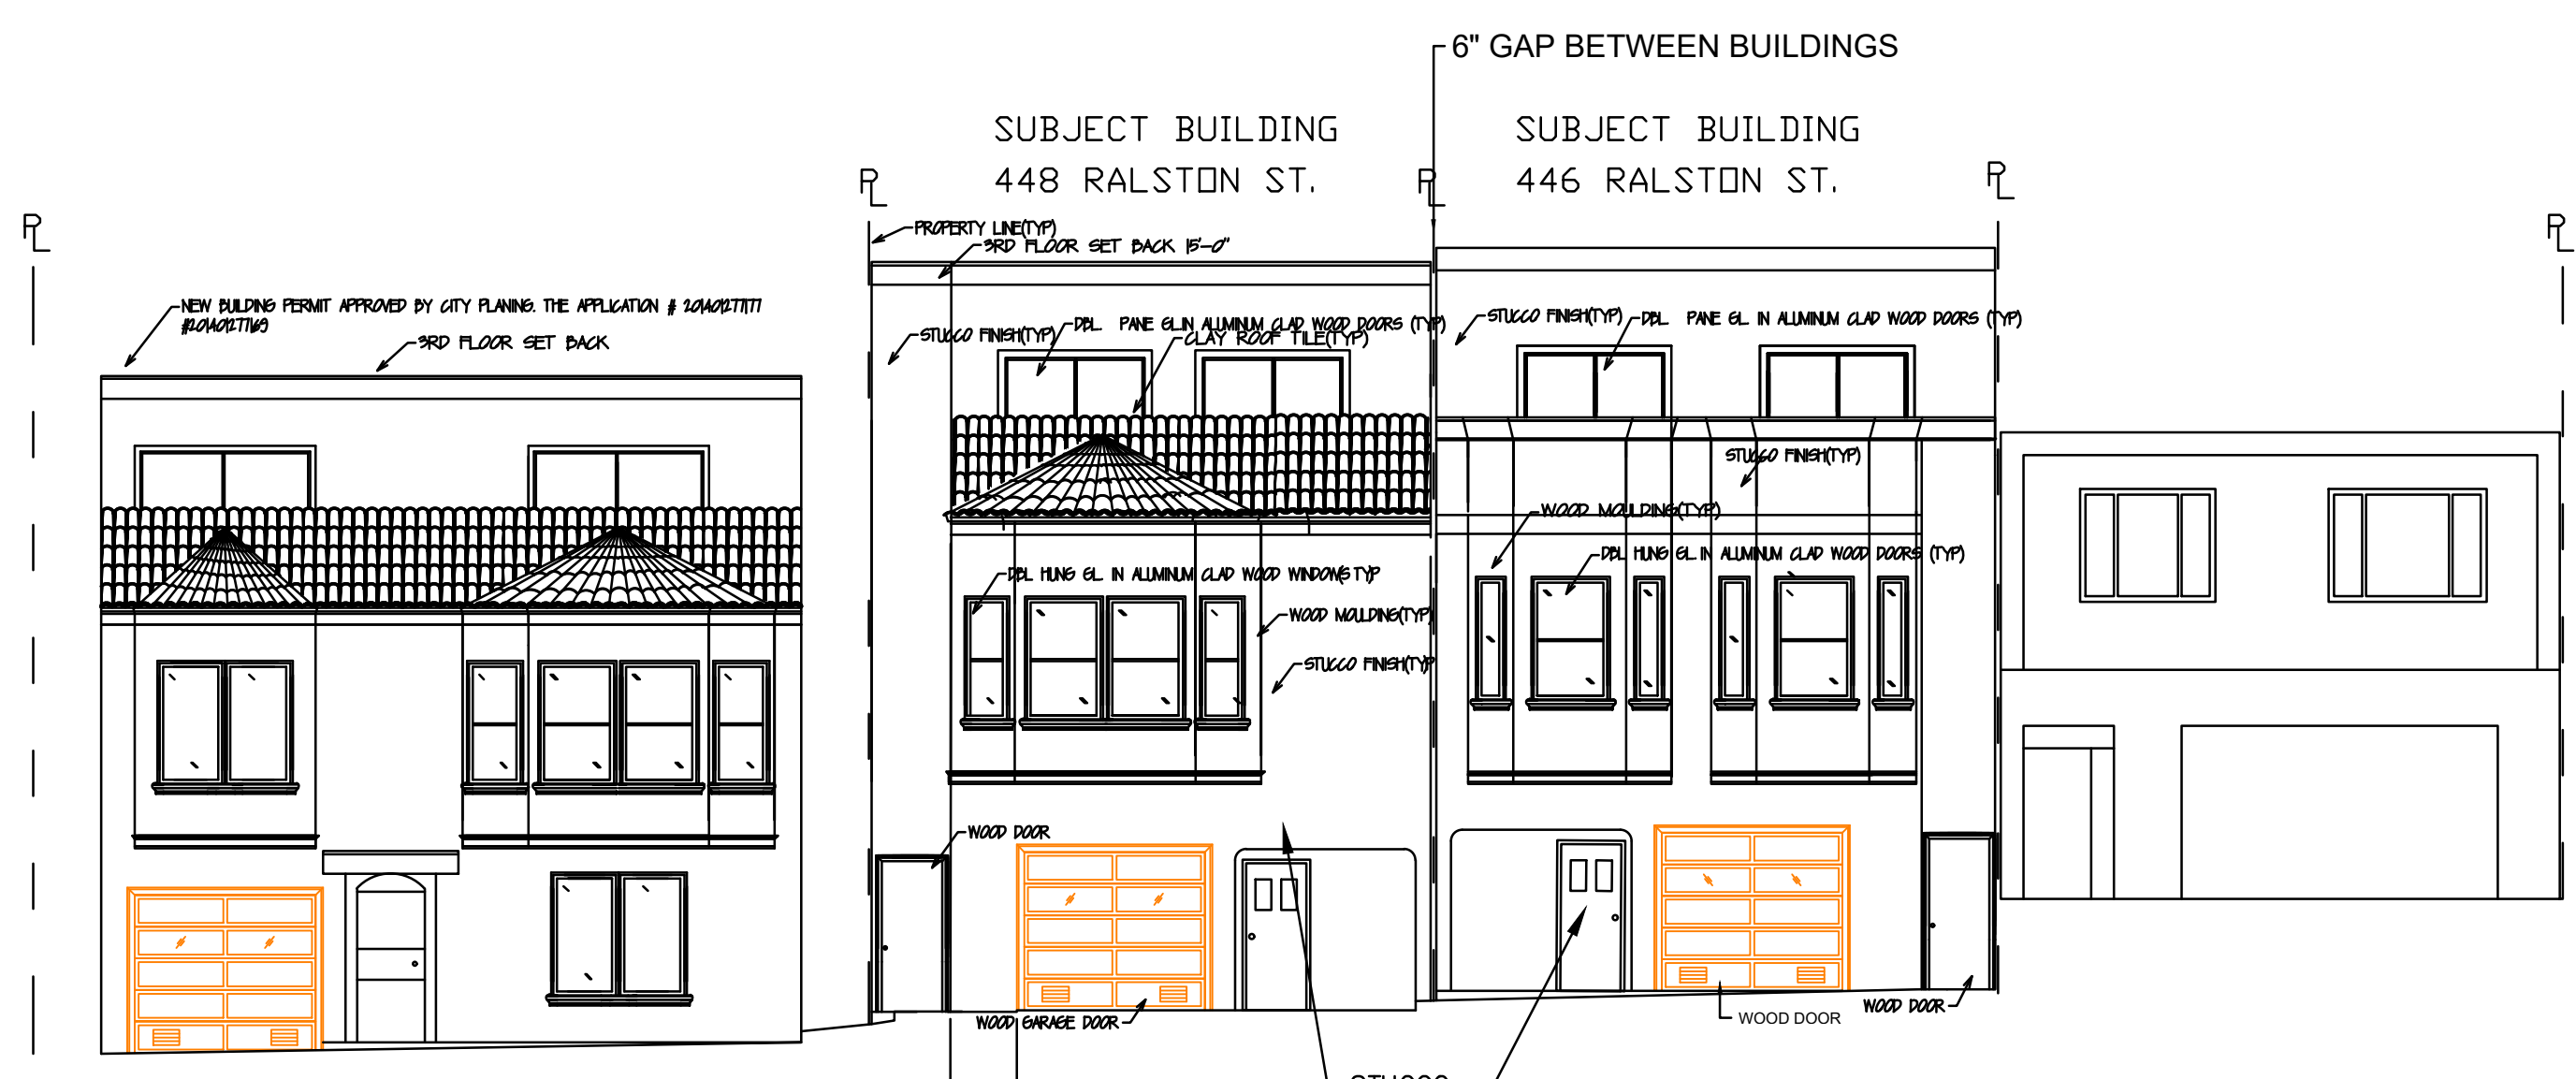 6" GAP BETWEEN BUILDINGS
SUBJECT BUILDING
448 RALSTON ST.
SUBJECT BUILDING
446 RALSTON ST.
PL
PL
PL
PL
PL
PROPERTY LINE(TYP)
3RD FLOOR SET BACK 15'-0"
NEW BUILDING PERMIT APPROVED BY CITY PLANING. THE APPLICATION # 201401277177
#201401277169
3RD FLOOR SET BACK
STUCCO FINISH(TYP)
DBL. PANE GL.IN ALUMINUM CLAD WOOD DOORS (TYP)
CLAY ROOF TILE(TYP)
STUCCO FINISH(TYP)
DBL. PANE GL. IN ALUMINUM CLAD WOOD DOORS (TYP)
STUCCO FINISH(TYP)
WOOD MOULDING(TYP)
DBL HUNG GL. IN ALUMINUM CLAD WOOD DOORS (TYP)
DBL HUNG GL. IN ALUMINUM CLAD WOOD WINDOWS TYP
WOOD MOULDING(TYP)
STUCCO FINISH(TYP
WOOD DOOR
WOOD GARAGE DOOR
WOOD DOOR
WOOD DOOR
STUCCO